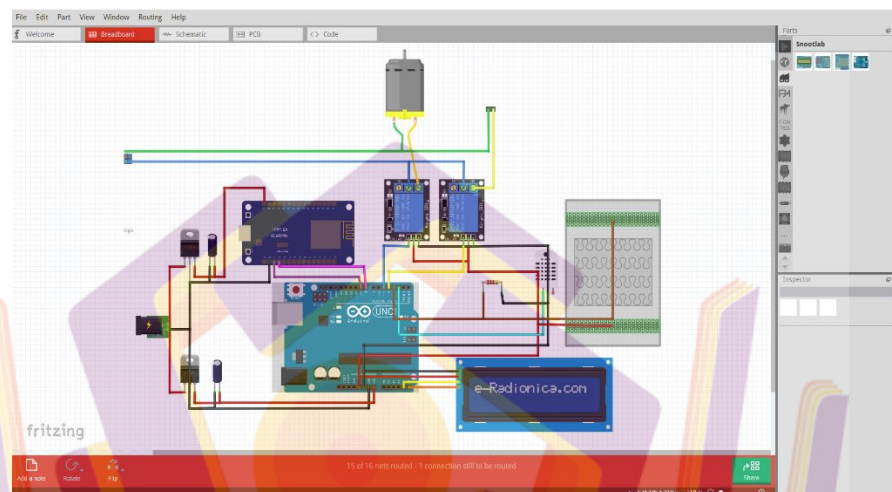 File Edit Part View Window Routing Help
Welcome
Breadboard
Schematic
PCB
<> Code
Parts
Snootlab
ARDUINO
UNO
Inspector
e-Radionica.com
fritzing
15 of 16 nets routed - 1 connection still to be routed
Add a note
Rotate
Flip
Share